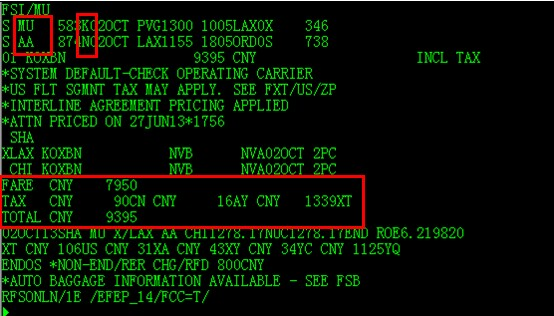 FSI/MU
S MU   583K02OCT PVG1300 1005LAX0X    346
S AA   874N02OCT LAX1155 1805ORD0S    738
01 KOXBN              9395 CNY                    INCL TAX
*SYSTEM DEFAULT-CHECK OPERATING CARRIER
*US FLT SGMNT TAX MAY APPLY. SEE FXT/US/ZP
*INTERLINE AGREEMENT PRICING APPLIED
*ATTN PRICED ON 27JUN13*1756
SHA
XLAX KOXBN            NVB      NVA02OCT 2PC
CHI KOXBN            NVB      NVA02OCT 2PC
FARE  CNY    7950
TAX   CNY     90CN CNY     16AY CNY   1339XT
TOTAL CNY    9395
02OCT13SHA MU X/LAX AA CHI1278.17NUC1278.17END ROE6.219820
XT CNY 106US CNY 31XA CNY 43XY CNY 34YC CNY 1125YQ
ENDOS *NON-END/RER CHG/RFD 800CNY
*AUTO BAGGAGE INFORMATION AVAILABLE - SEE FSB
RFSONLN/1E /EFEP_14/FCC=T/